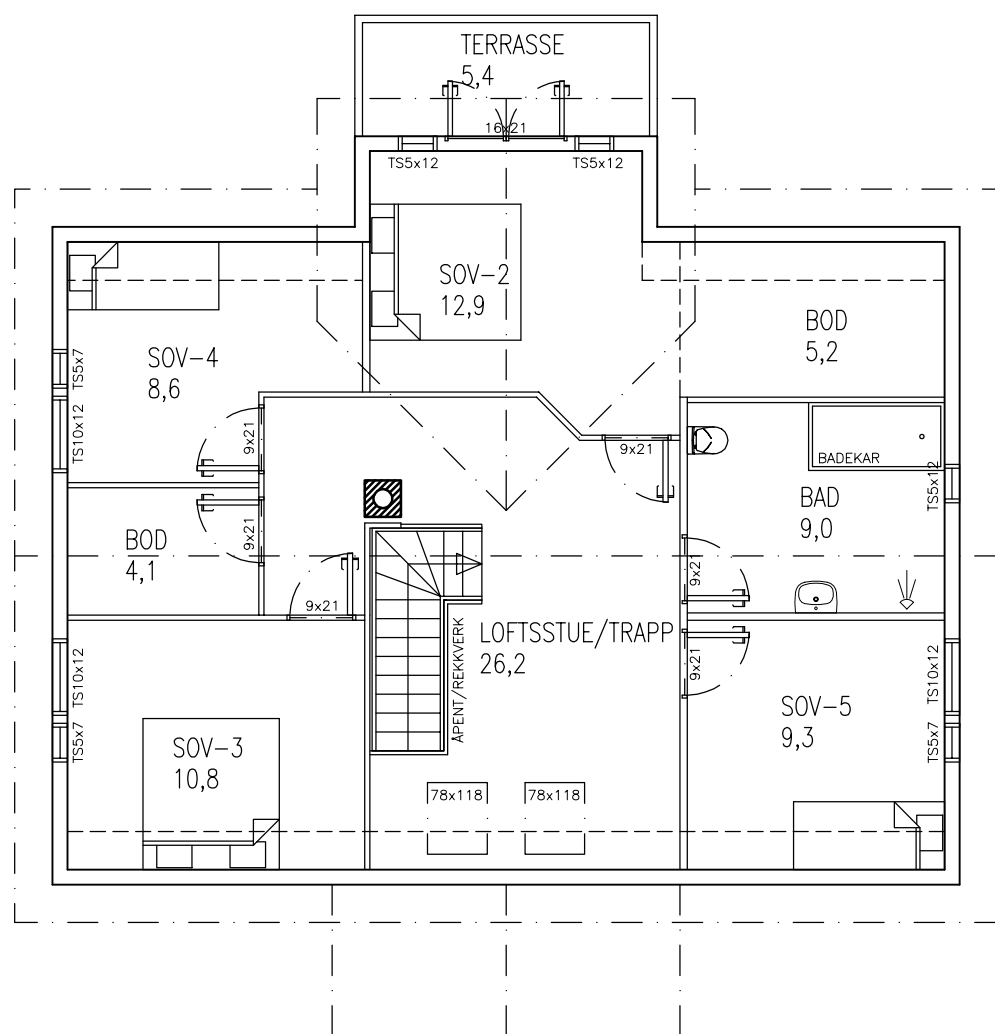 TERRASSE
5,4
16x21
TS5x12
TS5x12
SOV-2
12,9
BOD
5,2
SOV-4
8,6
TS5x7
TS10x12
9x21
9x21
BADEKAR
TS5x12
BAD
9,0
BOD
4,1
9x21
9x21
9x21
LOFTSSTUE/TRAPP
26,2
ÅPENT/REKKVERK
9x21
TS10x12
TS5x7
SOV-3
10,8
SOV-5
9,3
TS10x12
TS5x7
78x118
78x118